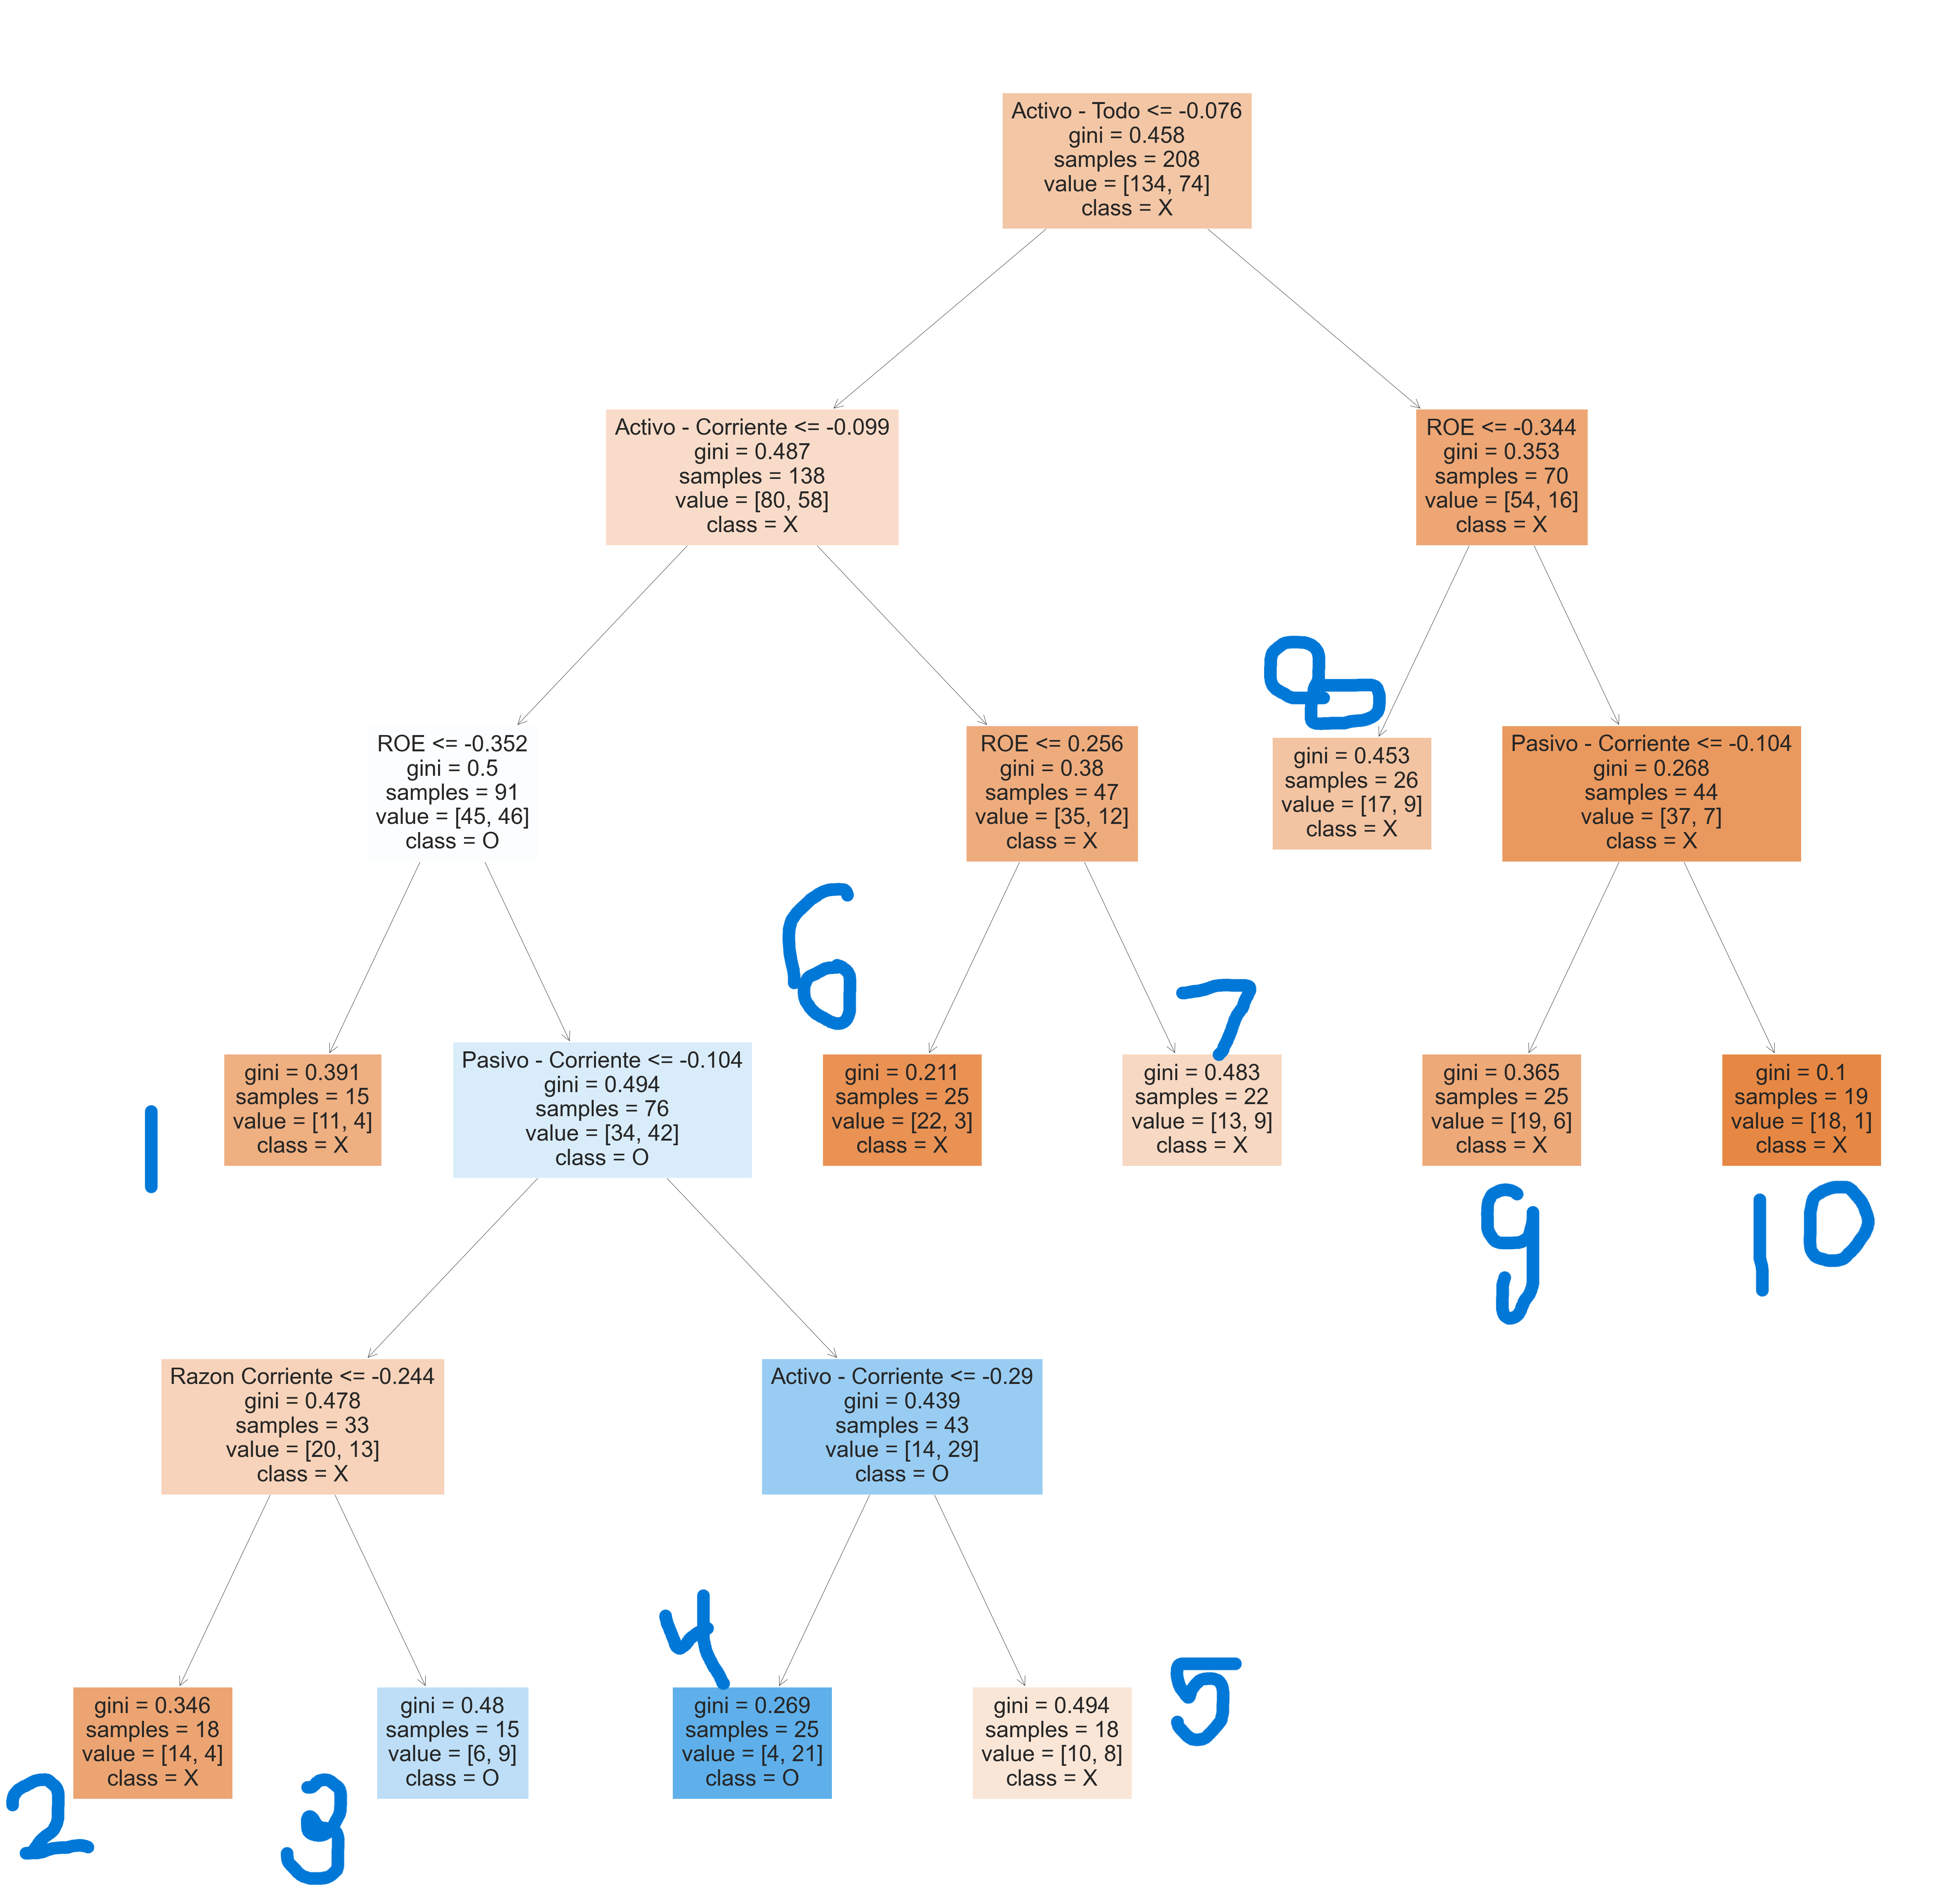 Activo - Todo <= -0.076
gini = 0.458
samples = 208
value = [134, 74]
class = X
Activo - Corriente <= -0.099
gini = 0.487
samples = 138
value = [80, 58]
class = X
ROE <= -0.344
gini = 0.353
samples = 70
value = [54, 16]
class = X
ROE <= -0.352
gini = 0.5
samples = 91
value = [45, 46]
class = O
ROE <= 0.256
gini = 0.38
samples = 47
value = [35, 12]
class = X
8
gini = 0.453
samples = 26
value = [17, 9]
class = X
Pasivo - Corriente <= -0.104
gini = 0.268
samples = 44
value = [37, 7]
class = X
1
gini = 0.391
samples = 15
value = [11, 4]
class = X
Pasivo - Corriente <= -0.104
gini = 0.494
samples = 76
value = [34, 42]
class = O
6
gini = 0.211
samples = 25
value = [22, 3]
class = X
7
gini = 0.483
samples = 22
value = [13, 9]
class = X
gini = 0.365
samples = 25
value = [19, 6]
class = X
9
gini = 0.1
samples = 19
value = [18, 1]
class = X
10
Razon Corriente <= -0.244
gini = 0.478
samples = 33
value = [20, 13]
class = X
Activo - Corriente <= -0.29
gini = 0.439
samples = 43
value = [14, 29]
class = O
gini = 0.346
samples = 18
value = [14, 4]
class = X
2
gini = 0.48
samples = 15
value = [6, 9]
class = O
3
4
gini = 0.269
samples = 25
value = [4, 21]
class = O
gini = 0.494
samples = 18
value = [10, 8]
class = X
5